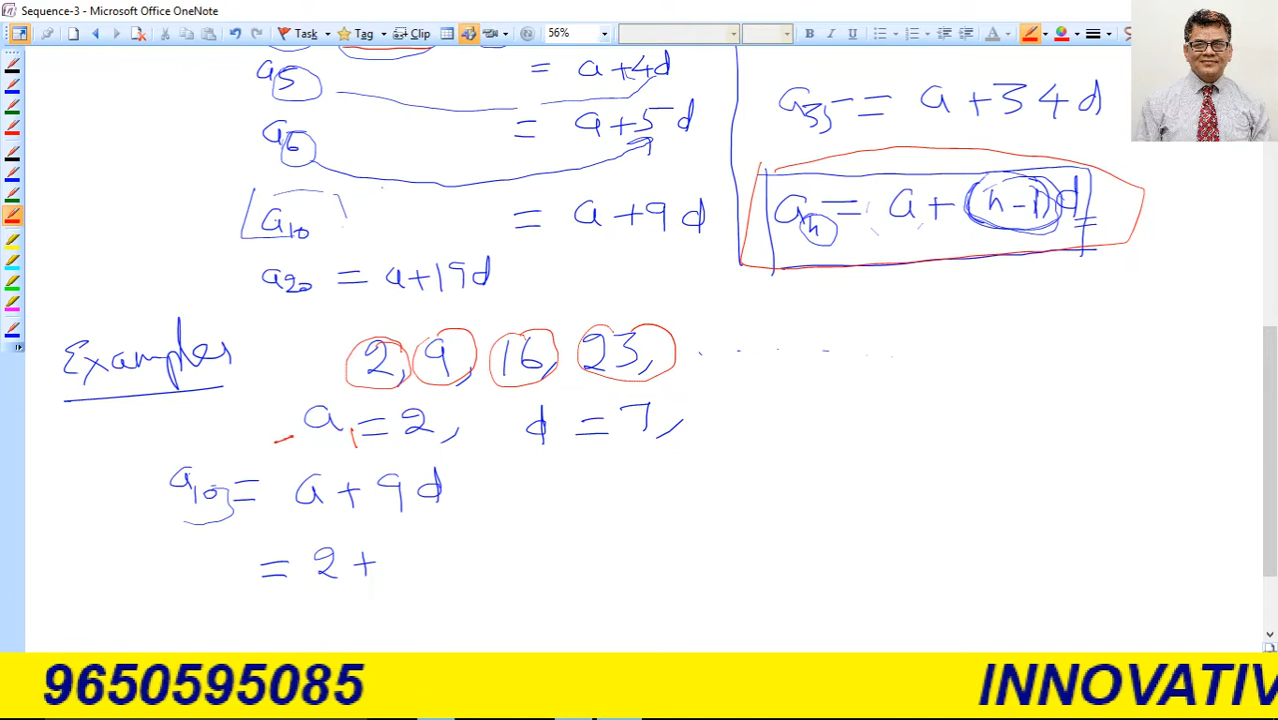 Sequence-3 - Microsoft Office OneNote
Task Tag Clip 56% B I U A
a5 = a+4d
a6 = a+5d
a10 = a+9d
a20 = a+19d
a35 = a+34d
an = a+(n-1)d
Examples 2, 9, 16, 23, ........
a1=2, d=7,
a10= a+9d
= 2+
9650595085 INNOVATIV